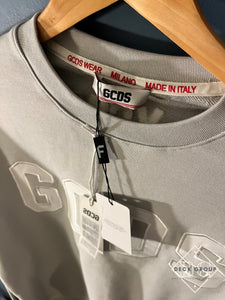 GCDS WEAR MILANO MADE IN ITALY
GCDS
F
GCDS
DECK GROUP